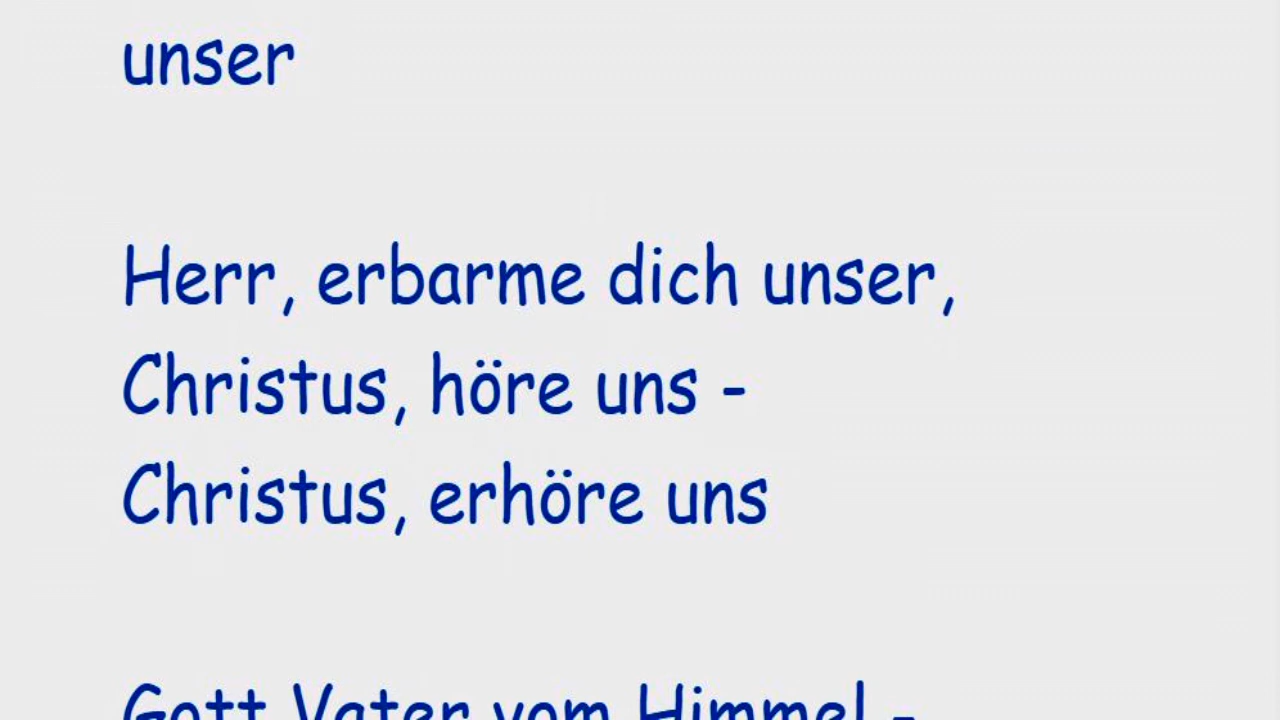 unser
Herr, erbarme dich unser,
Christus, höre uns -
Christus, erhöre uns
Gott Vater vom Himmel -